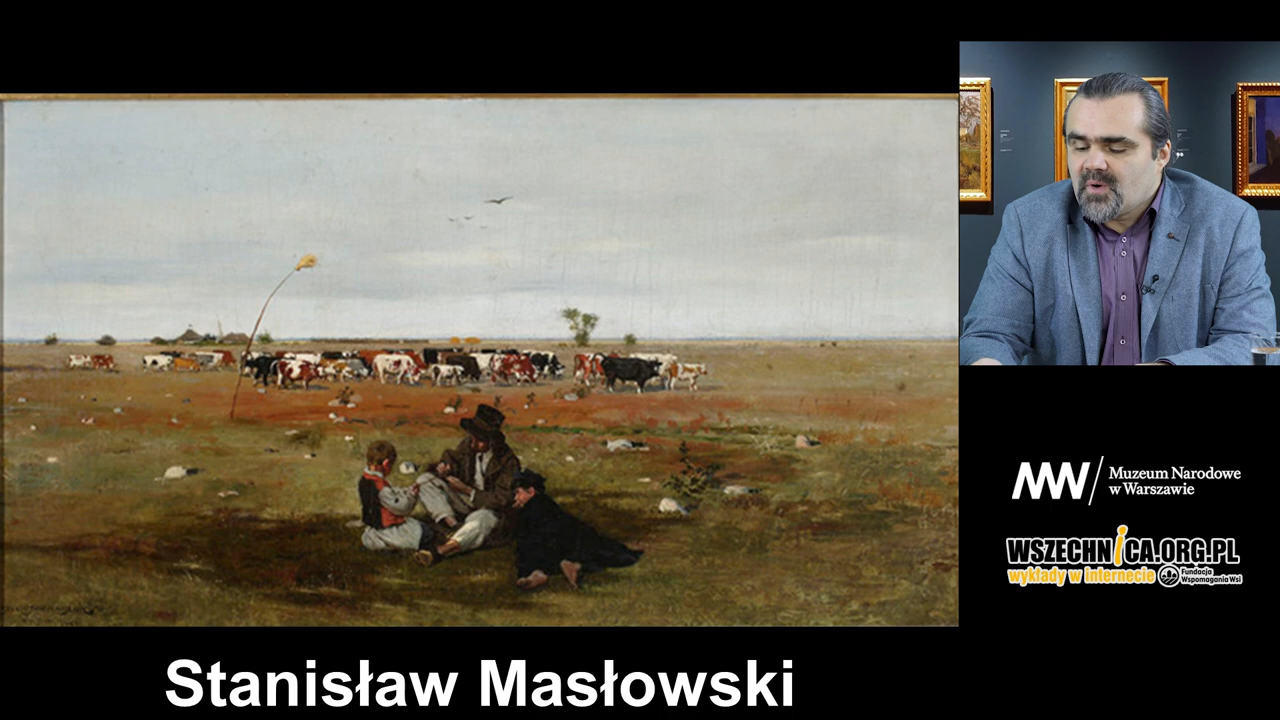 Muzeum Narodowe
w Warszawie
WSZECHNICA.ORG.PL
wykłady w internecie
Fundacja
Wspomagania Wsi
Stanisław Masłowski